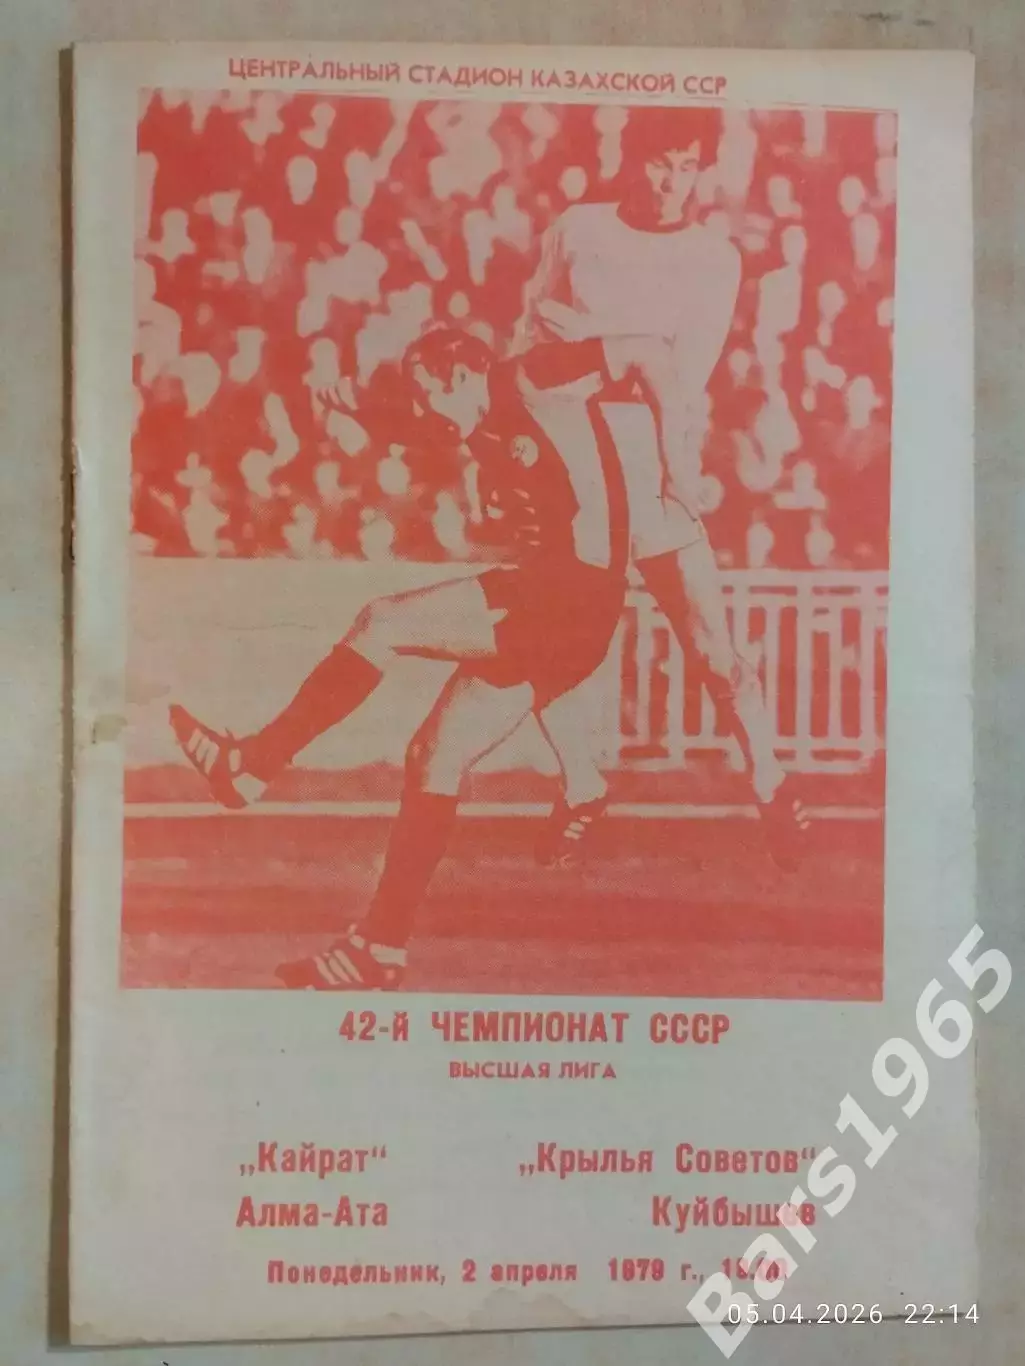 ЦЕНТРАЛЬНЫЙ СТАДИОН КАЗАХСКОЙ ССР
42-й ЧЕМПИОНАТ СССР
ВЫСШАЯ ЛИГА
„Кайрат“ „Крылья Советов“
Алма-Ата Куйбышев
Понедельник, 2 апреля 1979 г.,
Bars1965
05.04.2026 22:14